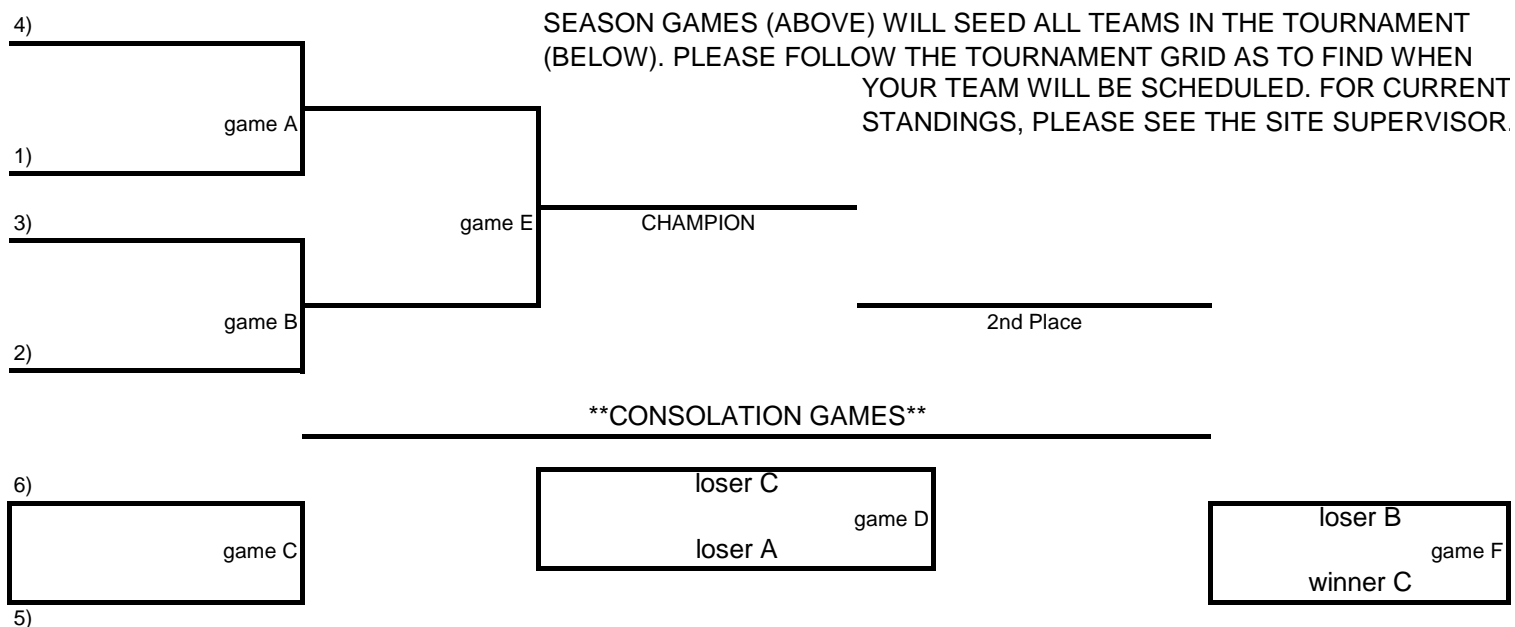 4)
SEASON GAMES (ABOVE) WILL SEED ALL TEAMS IN THE TOURNAMENT
(BELOW). PLEASE FOLLOW THE TOURNAMENT GRID AS TO FIND WHEN
YOUR TEAM WILL BE SCHEDULED. FOR CURRENT
STANDINGS, PLEASE SEE THE SITE SUPERVISOR.
game A
1)
3)
game E
CHAMPION
game B
2nd Place
2)
**CONSOLATION GAMES**
6)
loser C
game D
loser A
loser B
game F
winner C
game C
5)